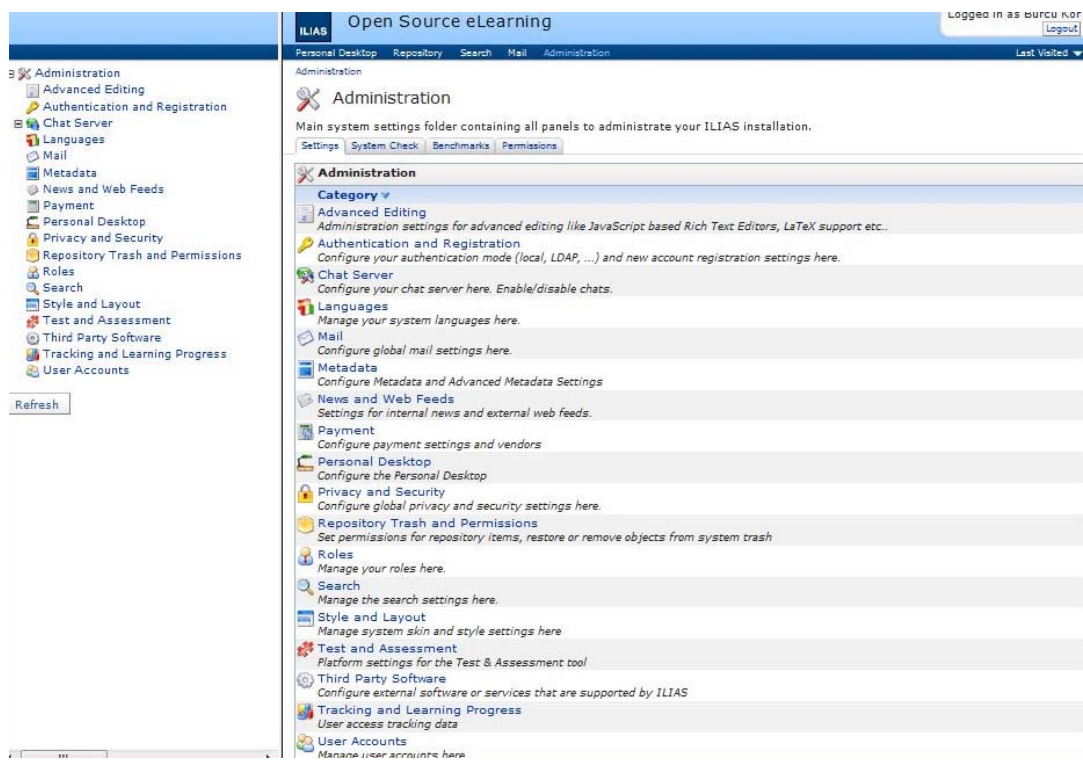 ILIAS
Open Source eLearning
Logged in as Burcu Kor
Logout
Personal Desktop Repository Search Mail Administration
Last Visited
Administration
Advanced Editing
Authentication and Registration
Chat Server
Languages
Mail
Metadata
News and Web Feeds
Payment
Personal Desktop
Privacy and Security
Repository Trash and Permissions
Roles
Search
Style and Layout
Test and Assessment
Third Party Software
Tracking and Learning Progress
User Accounts
Refresh
Administration
Administration
Main system settings folder containing all panels to administrate your ILIAS installation.
Settings System Check Benchmarks Permissions
Administration
Category
Advanced Editing
Administration settings for advanced editing like JavaScript based Rich Text Editors, LaTeX support etc..
Authentication and Registration
Configure your authentication mode (local, LDAP, ...) and new account registration settings here.
Chat Server
Configure your chat server here. Enable/disable chats.
Languages
Manage your system languages here.
Mail
Configure global mail settings here.
Metadata
Configure Metadata and Advanced Metadata Settings
News and Web Feeds
Settings for internal news and external web feeds.
Payment
Configure payment settings and vendors
Personal Desktop
Configure the Personal Desktop
Privacy and Security
Configure global privacy and security settings here.
Repository Trash and Permissions
Set permissions for repository items, restore or remove objects from system trash
Roles
Manage your roles here.
Search
Manage the search settings here.
Style and Layout
Manage system skin and style settings here
Test and Assessment
Platform settings for the Test & Assessment tool
Third Party Software
Configure external software or services that are supported by ILIAS
Tracking and Learning Progress
User access tracking data
User Accounts
Manage user accounts here